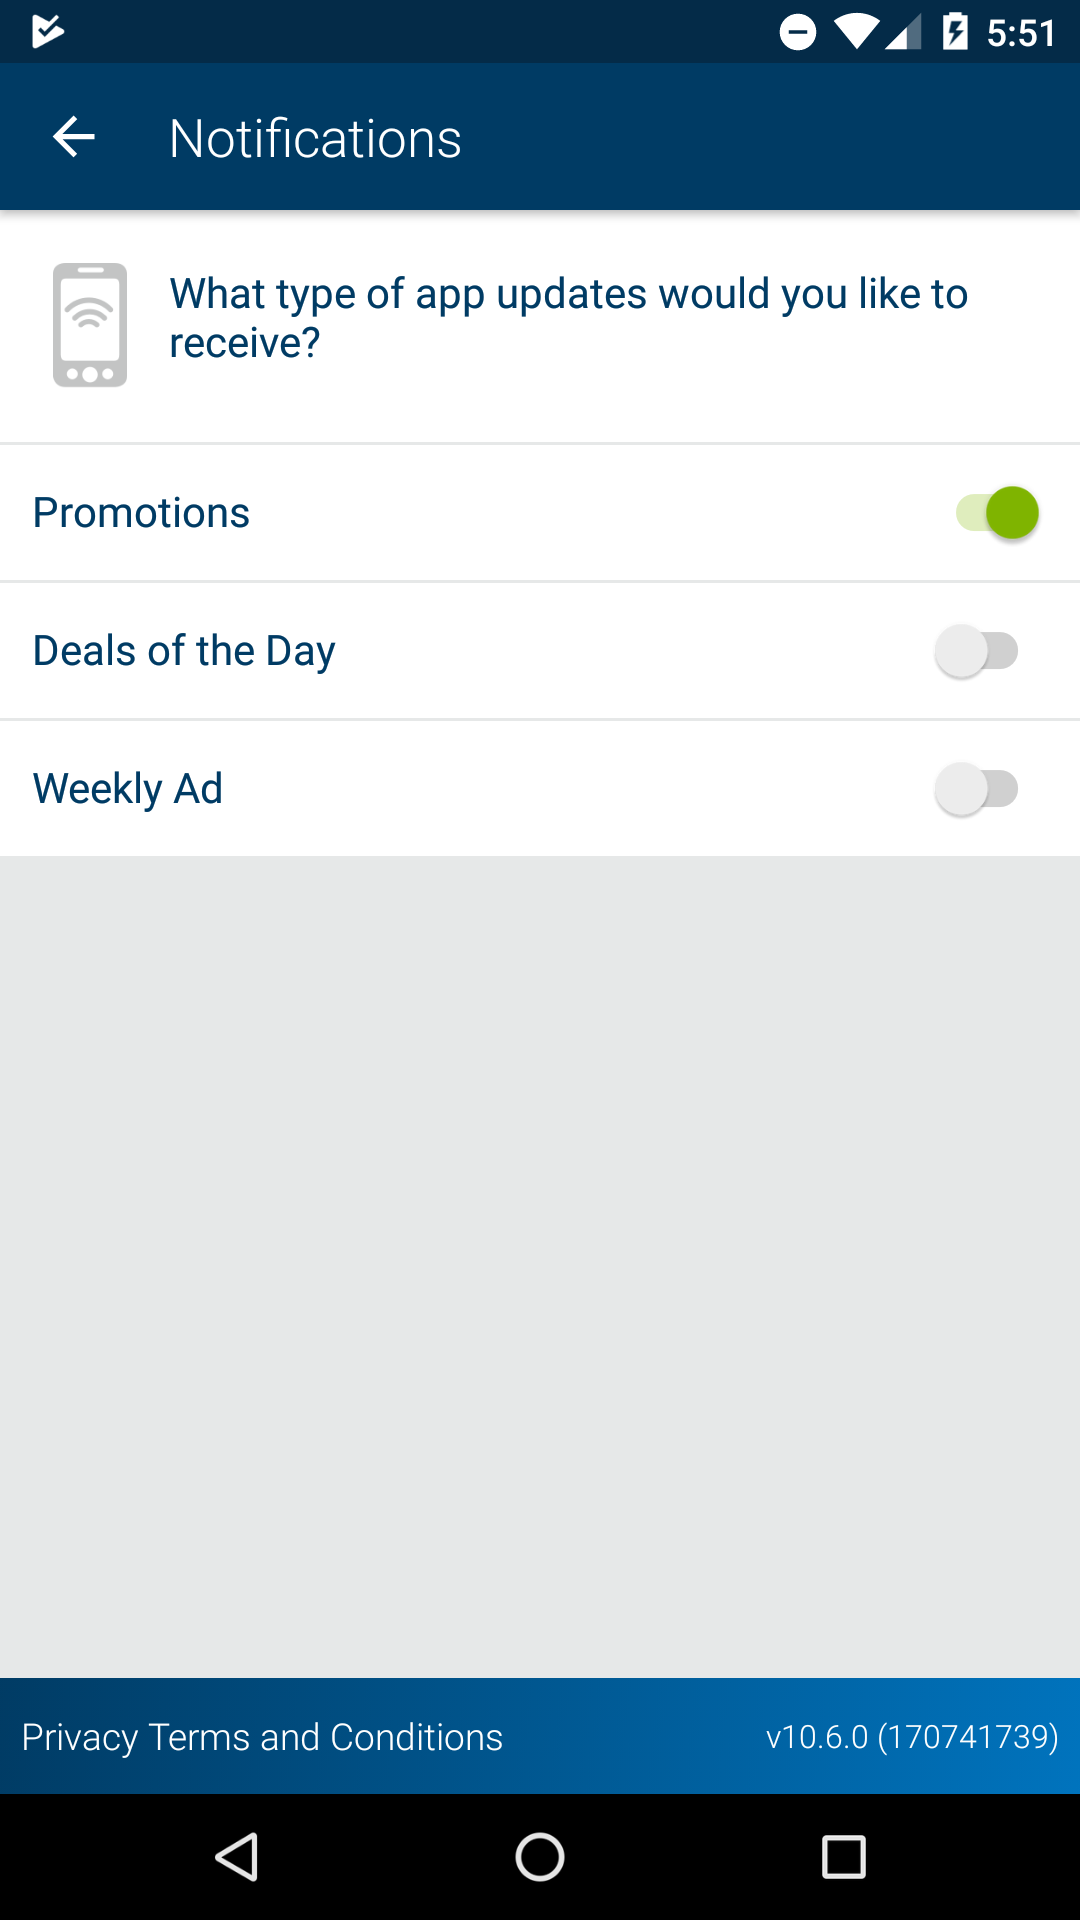 5:51
Notifications
What type of app updates would you like to
receive?
Promotions
Deals of the Day
Weekly Ad
Privacy Terms and Conditions v10.6.0 (170741739)